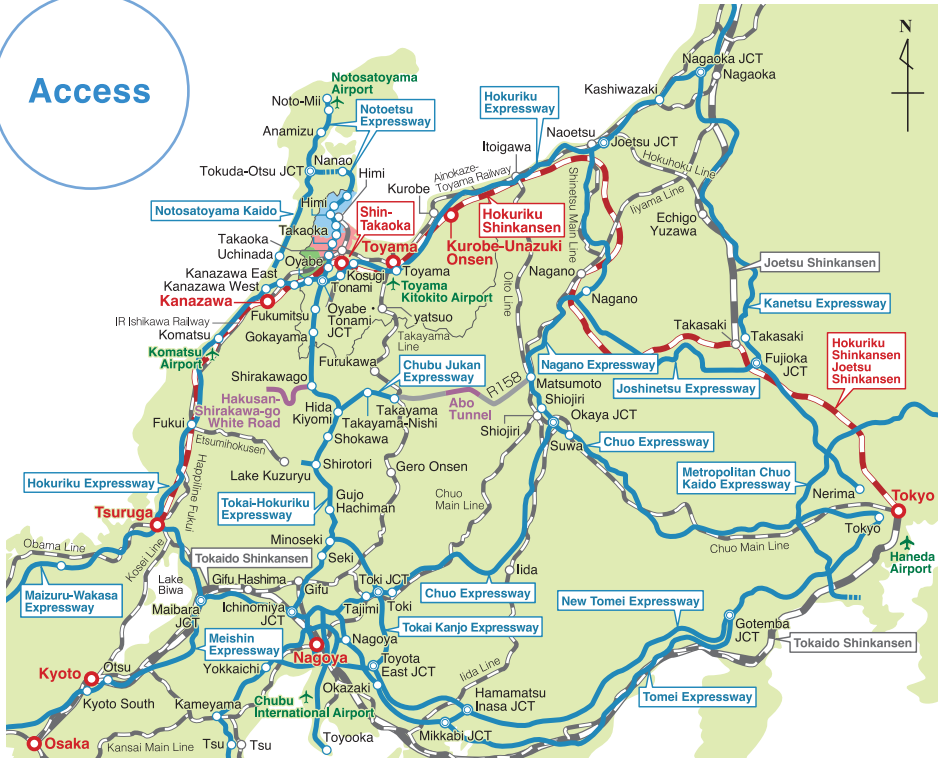 Access
N
Notosatoyama
Airport
Noto-Mii
Notoetsu
Expressway
Anamizu
Nanao
Tokuda-Otsu JCT
Himi
Himi
Notosatoyama Kaido
Takaoka
Shin-
Takaoka
Takaoka
Uchinada
Oyabe
Kanazawa East
Kanazawa West
Kanazawa
Fukumitsu
Kosugi
Tonami
Toyama
Toyama
Toyama
Kitokito Airport
Oyabe
Tonami
JCT
yatsuo
Takayama
Line
IR Ishikawa Railway
Komatsu
Komatsu
Airport
Gokayama
Furukawa
Shirakawago
Hakusan-
Shirakawa-go
White Road
Chubu Jukan
Expressway
R158
Abo
Tunnel
Hida
Kiyomi
Takayama
Takayama-Nishi
Shokawa
Fukui
Etsumihokusen
Lake Kuzuryu
Shirotori
Gero Onsen
Happiline Fukui
Hokuriku Expressway
Tokai-Hokuriku
Expressway
Gujo
Hachiman
Minoseki
Seki
Tsuruga
Obama Line
Kosei Line
Maizuru-Wakasa
Expressway
Tokaido Shinkansen
Lake
Biwa
Gifu Hashima
Gifu
Maibara
JCT
Ichinomiya
JCT
Toki JCT
Tajimi
Toki
Chuo Expressway
Tokai Kanjo Expressway
Meishin
Expressway
Nagoya
Nagoya
Toyota
East JCT
Yokkaichi
Okazaki
Kyoto
Otsu
Kyoto South
Kameyama
Chubu
International Airport
Osaka
Kansai Main Line
Tsu
Tsu
Toyooka
Mikkabi JCT
Hamamatsu
Inasa JCT
Iida Line
Iida
Hokuriku
Expressway
Kashiwazaki
Nagaoka JCT
Nagaoka
Naoetsu
Joetsu JCT
Itoigawa
Ainokaze-
Toyama Railway
Kurobe
Hokuriku
Shinkansen
Kurobe-Unazuki
Onsen
Hokuhoku Line
Iiyama Line
Shinetsu Main Line
Oito Line
Echigo
Yuzawa
Joetsu Shinkansen
Kanetsu Expressway
Nagano
Nagano
Takasaki
Takasaki
Fujioka
JCT
Hokuriku
Shinkansen
Joetsu
Shinkansen
Nagano Expressway
Joshinetsu Expressway
Matsumoto
Shiojiri
Shiojiri
Okaya JCT
Suwa
Chuo Expressway
Chuo
Main Line
Metropolitan Chuo
Kaido Expressway
Nerima
Tokyo
Tokyo
Chuo Main Line
Haneda
Airport
New Tomei Expressway
Gotemba
JCT
Tokaido Shinkansen
Tomei Expressway